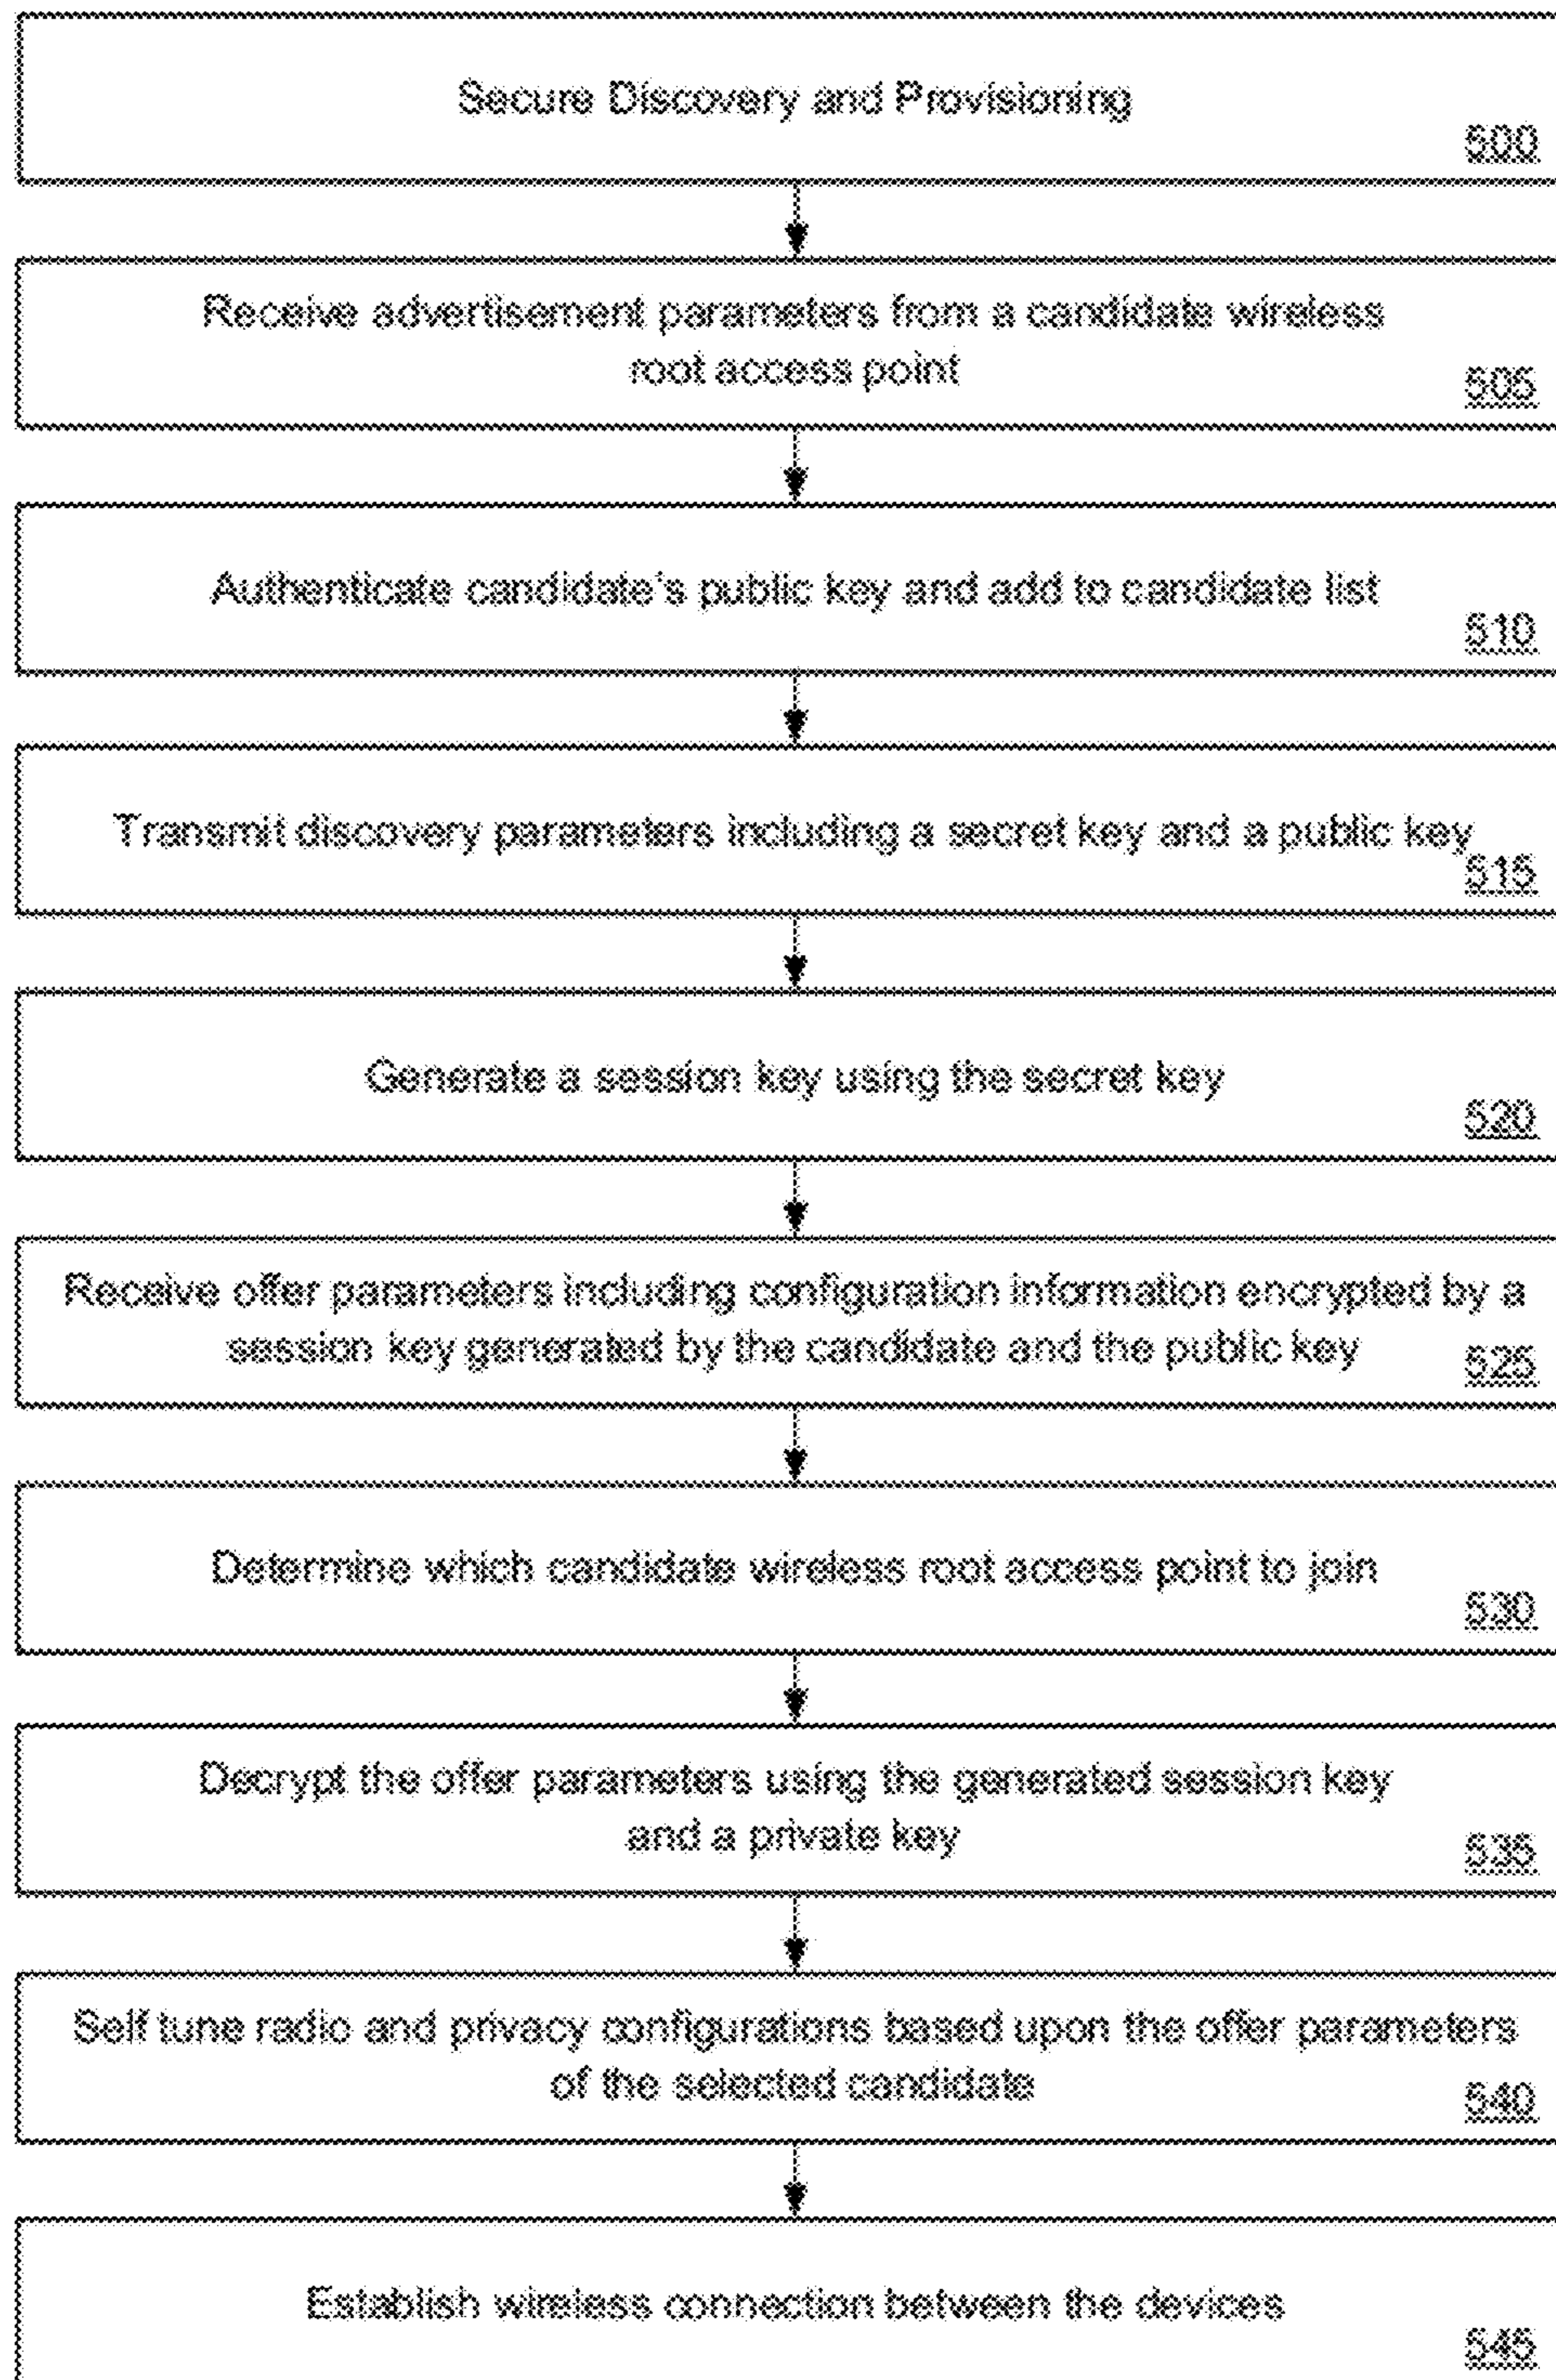 Secure Discovery and Provisioning
500
Receive advertisement parameters from a candidate wireless
root access point
505
Authenticate candidate's public key and add to candidate list
510
Transmit discovery parameters including a secret key and a public key
515
Generate a session key using the secret key
520
Receive offer parameters including configuration information encrypted by a
session key generated by the candidate and the public key
525
Determine which candidate wireless root access point to join
530
Decrypt the offer parameters using the generated session key
and a private key
535
Self tune radio and privacy configurations based upon the offer parameters
of the selected candidate
540
Establish wireless connection between the devices
545